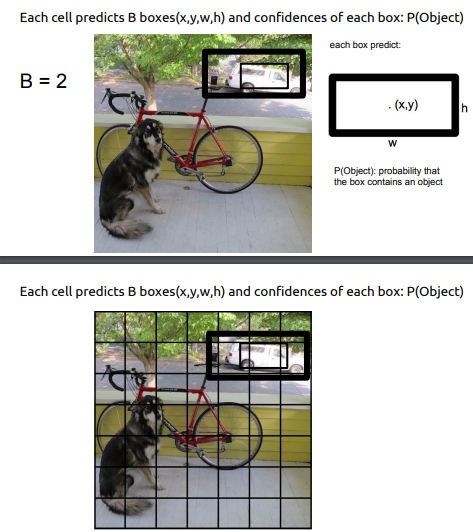 Each cell predicts B boxes(x,y,w,h) and confidences of each box: P(Object)
each box predict:
B = 2
. (x,y)
h
w
P(Object): probability that
the box contains an object
Each cell predicts B boxes(x,y,w,h) and confidences of each box: P(Object)